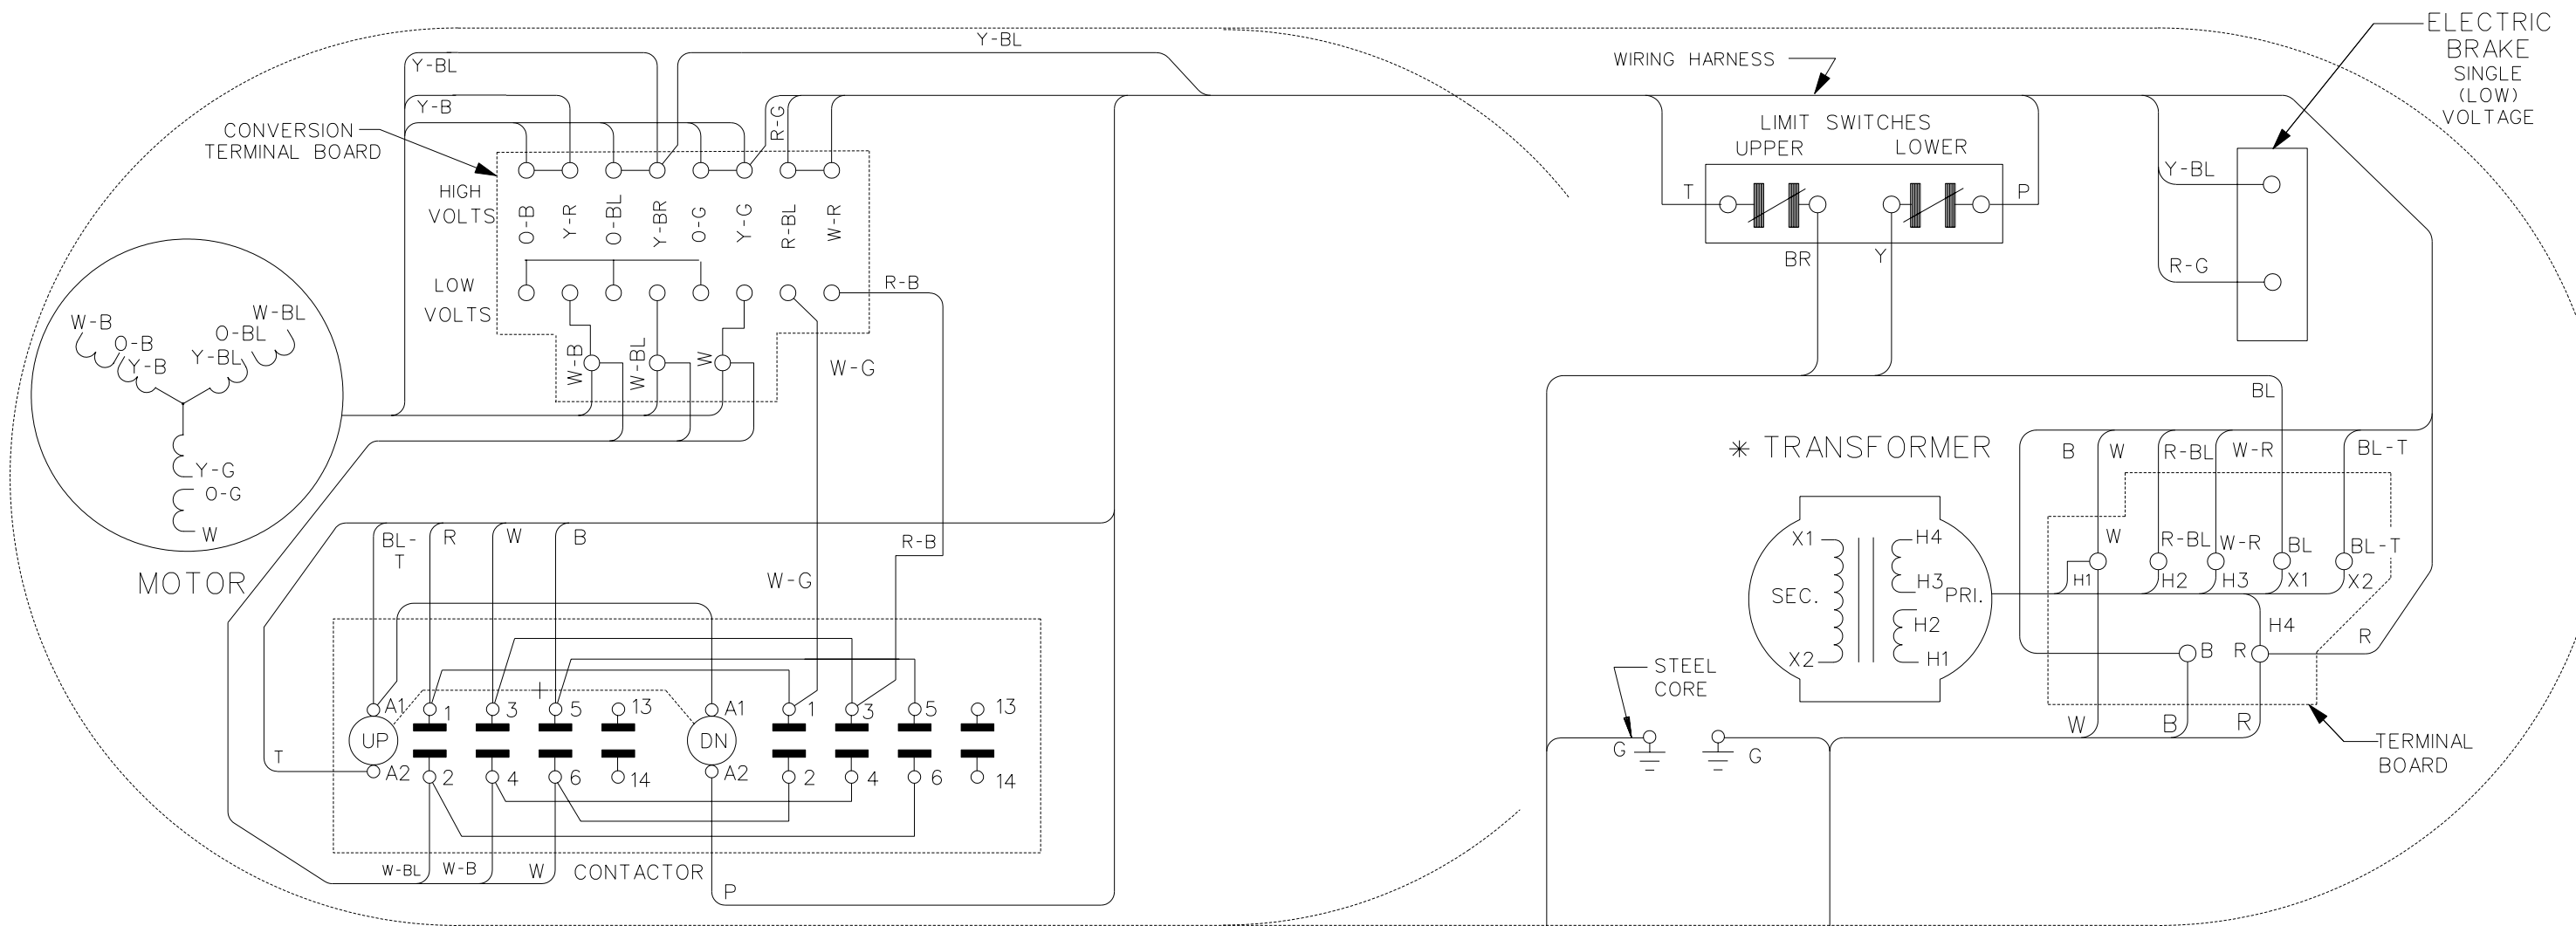 Y-BL
ELECTRIC
BRAKE
SINGLE
(LOW)
VOLTAGE
WIRING HARNESS
Y-BL
Y-B
R-G
CONVERSION
TERMINAL BOARD
LIMIT SWITCHES
UPPER
LOWER
HIGH
VOLTS
O-B
Y-R
O-BL
Y-BR
O-G
Y-G
R-BL
W-R
T
P
Y-BL
BR
Y
R-G
LOW
VOLTS
R-B
W-B
O-B
Y-B
W-BL
O-BL
Y-BL
Y-G
O-G
W
MOTOR
W-B
W-BL
W
W-G
BL
* TRANSFORMER
B
W
R-BL
W-R
BL-T
BL-
T
R
W
B
R-B
W-G
X1
H4
SEC.
H3
PRI.
H2
X2
H1
W
R-BL
W-R
BL
BL-T
H1
H2
H3
X1
X2
H4
B
R
R
STEEL
CORE
A1
1
3
5
13
A1
1
3
5
13
UP
DN
T
A2
2
4
6
14
A2
2
4
6
14
G
G
W
B
R
TERMINAL
BOARD
W-BL
W-B
W
CONTACTOR
P